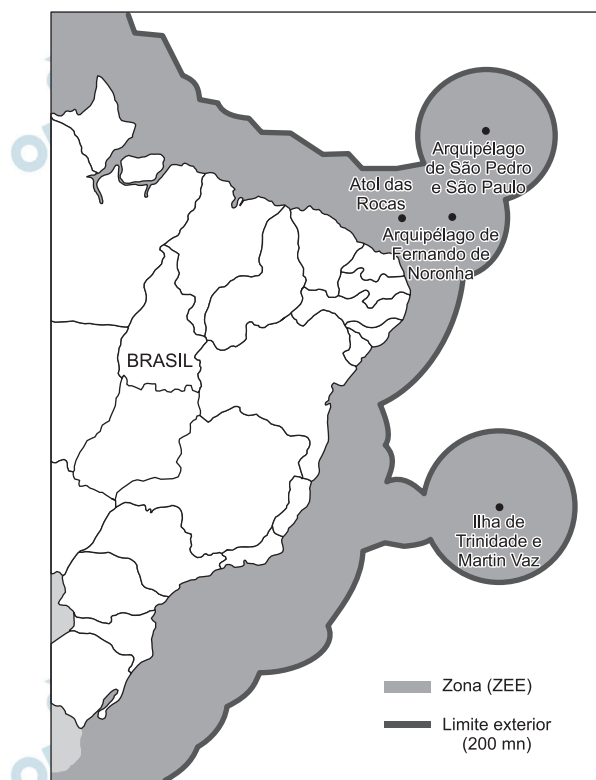 Arquipélago
de São Pedro
e São Paulo
Atol das
Rocas
Arquipélago de
Fernando de
Noronha
BRASIL
Ilha de
Trinidade e
Martin Vaz
Zona (ZEE)
Limite exterior
(200 mn)